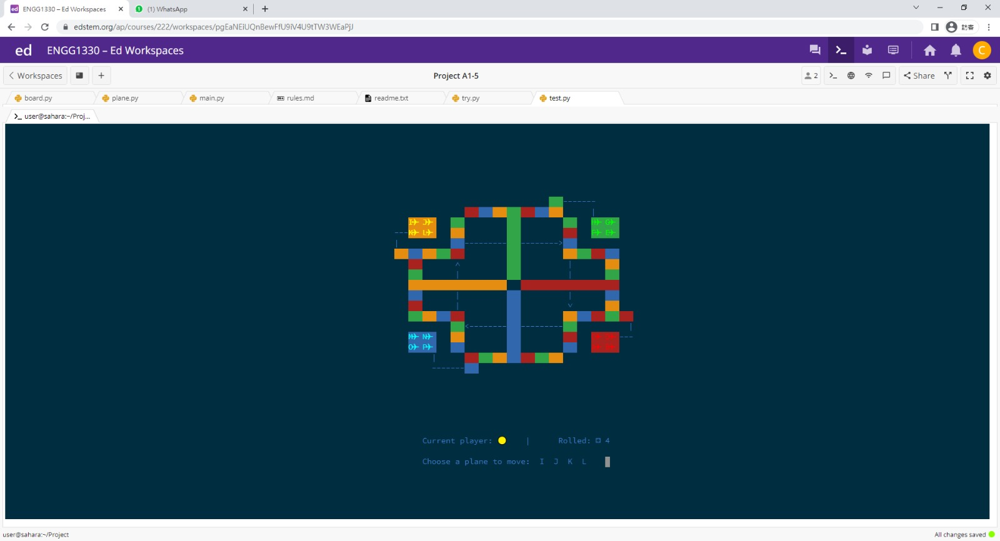 ENGG1330 – Ed Workspaces
(1) WhatsApp
edstem.org/ap/courses/222/workspaces/pgEaNEiUQnBewFfU9iV4U9tTW3WEaPjJ
訪客
ed
ENGG1330 – Ed Workspaces
C
Workspaces
Project A1-5
2
Share
board.py
plane.py
main.py
rules.md
readme.txt
try.py
test.py
user@sahara:~/Proj...
I J
K L
M N
O P
Current player: | Rolled: ⚃ 4
Choose a plane to move: I J K L
user@sahara:~/Project
All changes saved